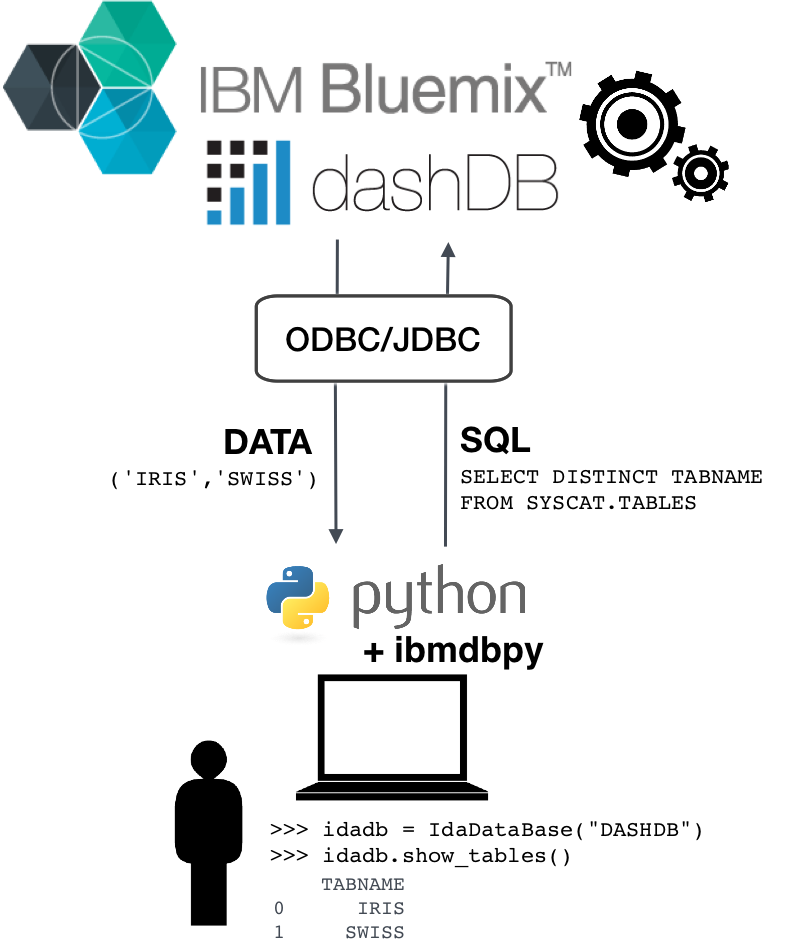 IBM Bluemix™
dashDB
ODBC/JDBC
DATA
('IRIS','SWISS')
SQL
SELECT DISTINCT TABNAME
FROM SYSCAT.TABLES
python
+ ibmdbpy
>>> idadb = IdaDataBase("DASHDB")
>>> idadb.show_tables()
TABNAME
0 IRIS
1 SWISS